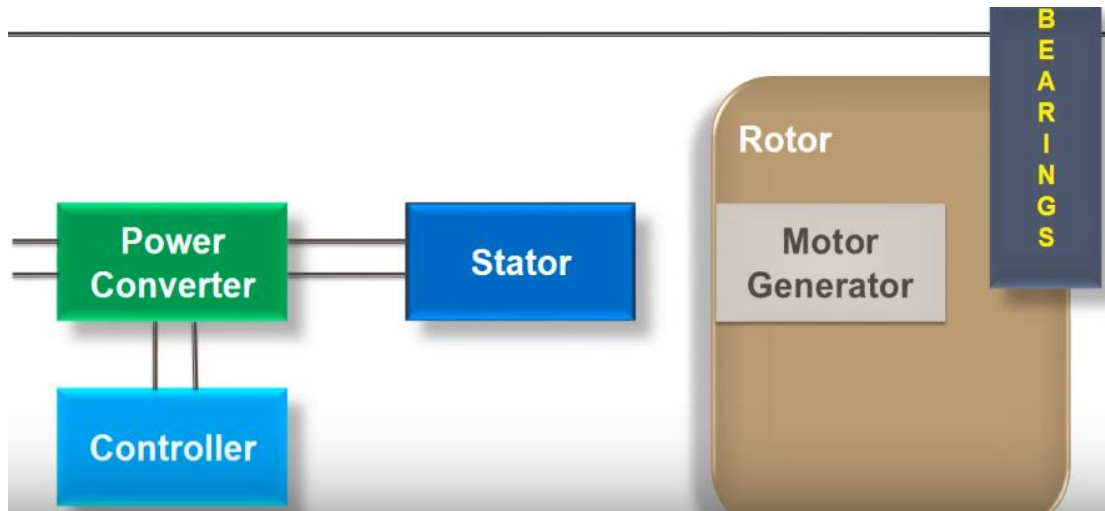 BEARINGS
Rotor
Power
Converter
Stator
Motor
Generator
Controller